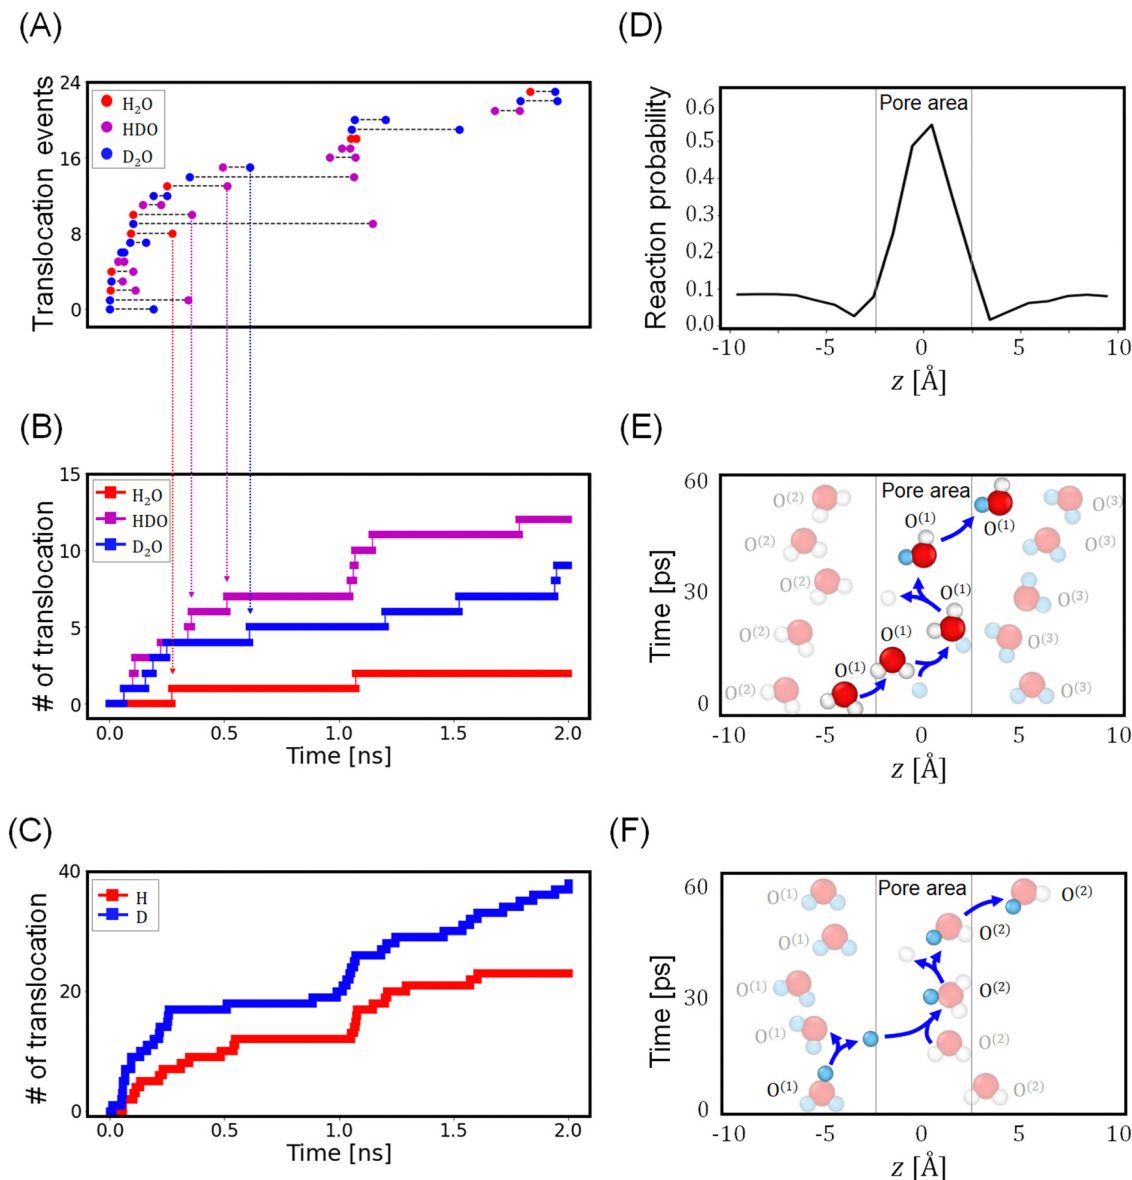 (A)
Translocation events
24
16
8
0
H₂O
HDO
D₂O
(B)
# of translocation
15
10
5
0
H₂O
HDO
D₂O
0.0 0.5 1.0 1.5 2.0
Time [ns]
(C)
# of translocation
40
20
0
H
D
0.0 0.5 1.0 1.5 2.0
Time [ns]
(D)
Reaction probability
0.6
0.5
0.3
0.2
0.1
0.0
Pore area
-10 -5 0 5 10
z [Å]
(E)
Time [ps]
60
30
0
Pore area
O⁽²⁾ O⁽¹⁾ O⁽¹⁾ O⁽³⁾
O⁽²⁾ O⁽³⁾
O⁽²⁾ O⁽¹⁾ O⁽³⁾
O⁽²⁾ O⁽¹⁾ O⁽³⁾
O⁽²⁾ O⁽¹⁾ O⁽³⁾
-10 -5 0 5 10
z [Å]
(F)
Time [ps]
60
30
0
Pore area
O⁽¹⁾ O⁽²⁾
O⁽¹⁾ O⁽²⁾
O⁽¹⁾ O⁽²⁾
O⁽¹⁾ O⁽²⁾
O⁽¹⁾ O⁽²⁾
-10 -5 0 5 10
z [Å]